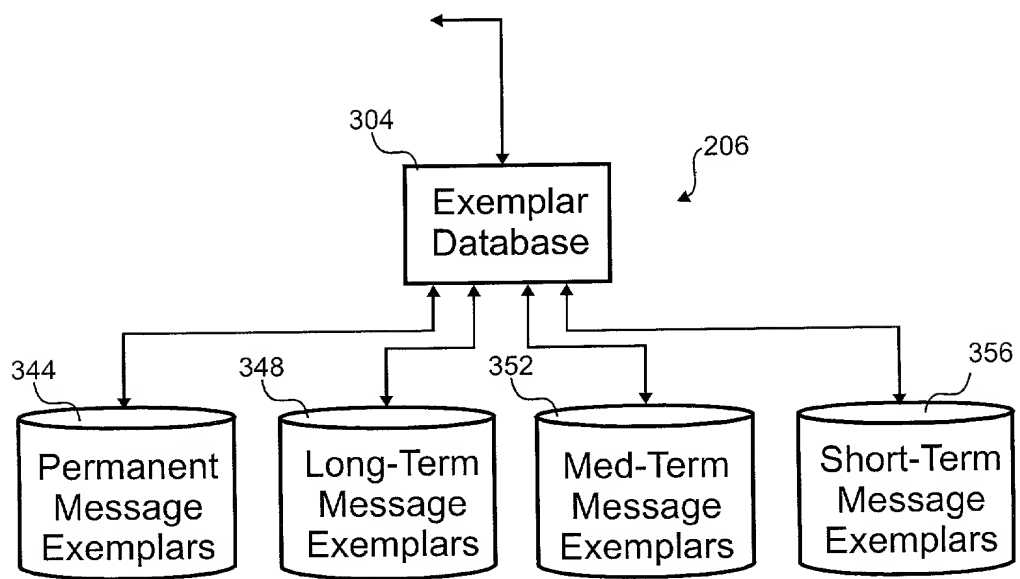 304
206
Exemplar
Database
344
348
352
356
Permanent
Message
Exemplars
Long-Term
Message
Exemplars
Med-Term
Message
Exemplars
Short-Term
Message
Exemplars